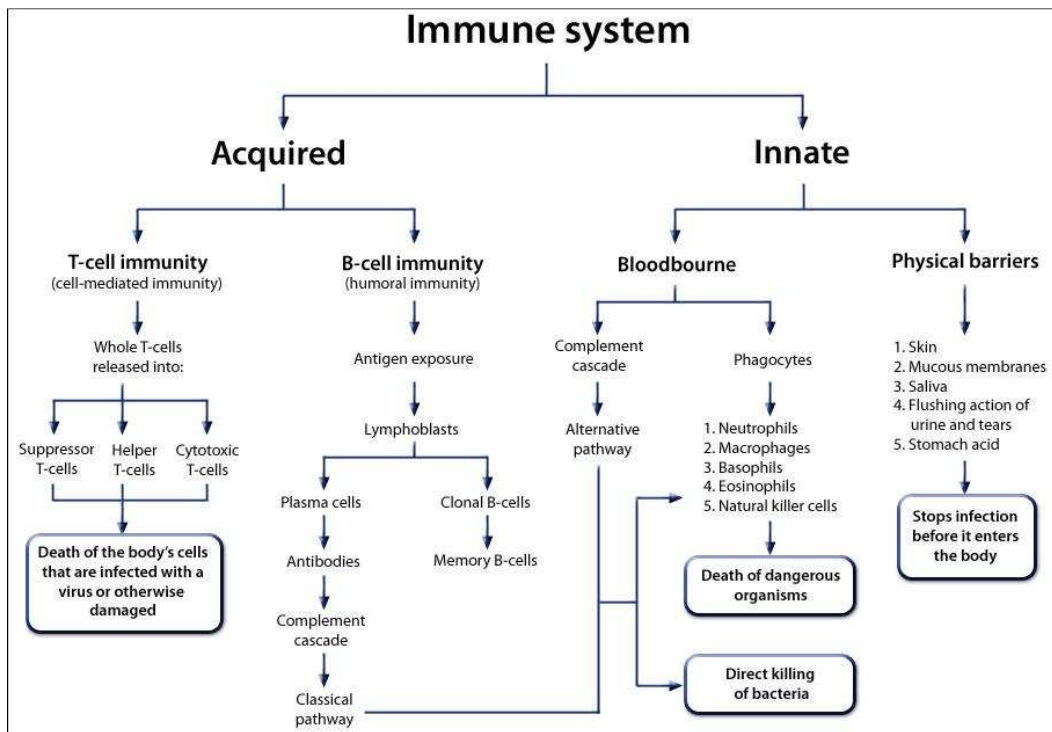 Immune system
Acquired
Innate
T-cell immunity
(cell-mediated immunity)
B-cell immunity
(humoral immunity)
Bloodbourne
Physical barriers
Whole T-cells
released into:
Antigen exposure
Complement
cascade
Phagocytes
1. Skin
2. Mucous membranes
3. Saliva
4. Flushing action of
urine and tears
5. Stomach acid
Suppressor
T-cells
Helper
T-cells
Cytotoxic
T-cells
Lymphoblasts
Alternative
pathway
1. Neutrophils
2. Macrophages
3. Basophils
4. Eosinophils
5. Natural killer cells
Plasma cells
Clonal B-cells
Stops infection
before it enters
the body
Death of the body's cells
that are infected with a
virus or otherwise
damaged
Antibodies
Memory B-cells
Death of dangerous
organisms
Complement
cascade
Classical
pathway
Direct killing
of bacteria